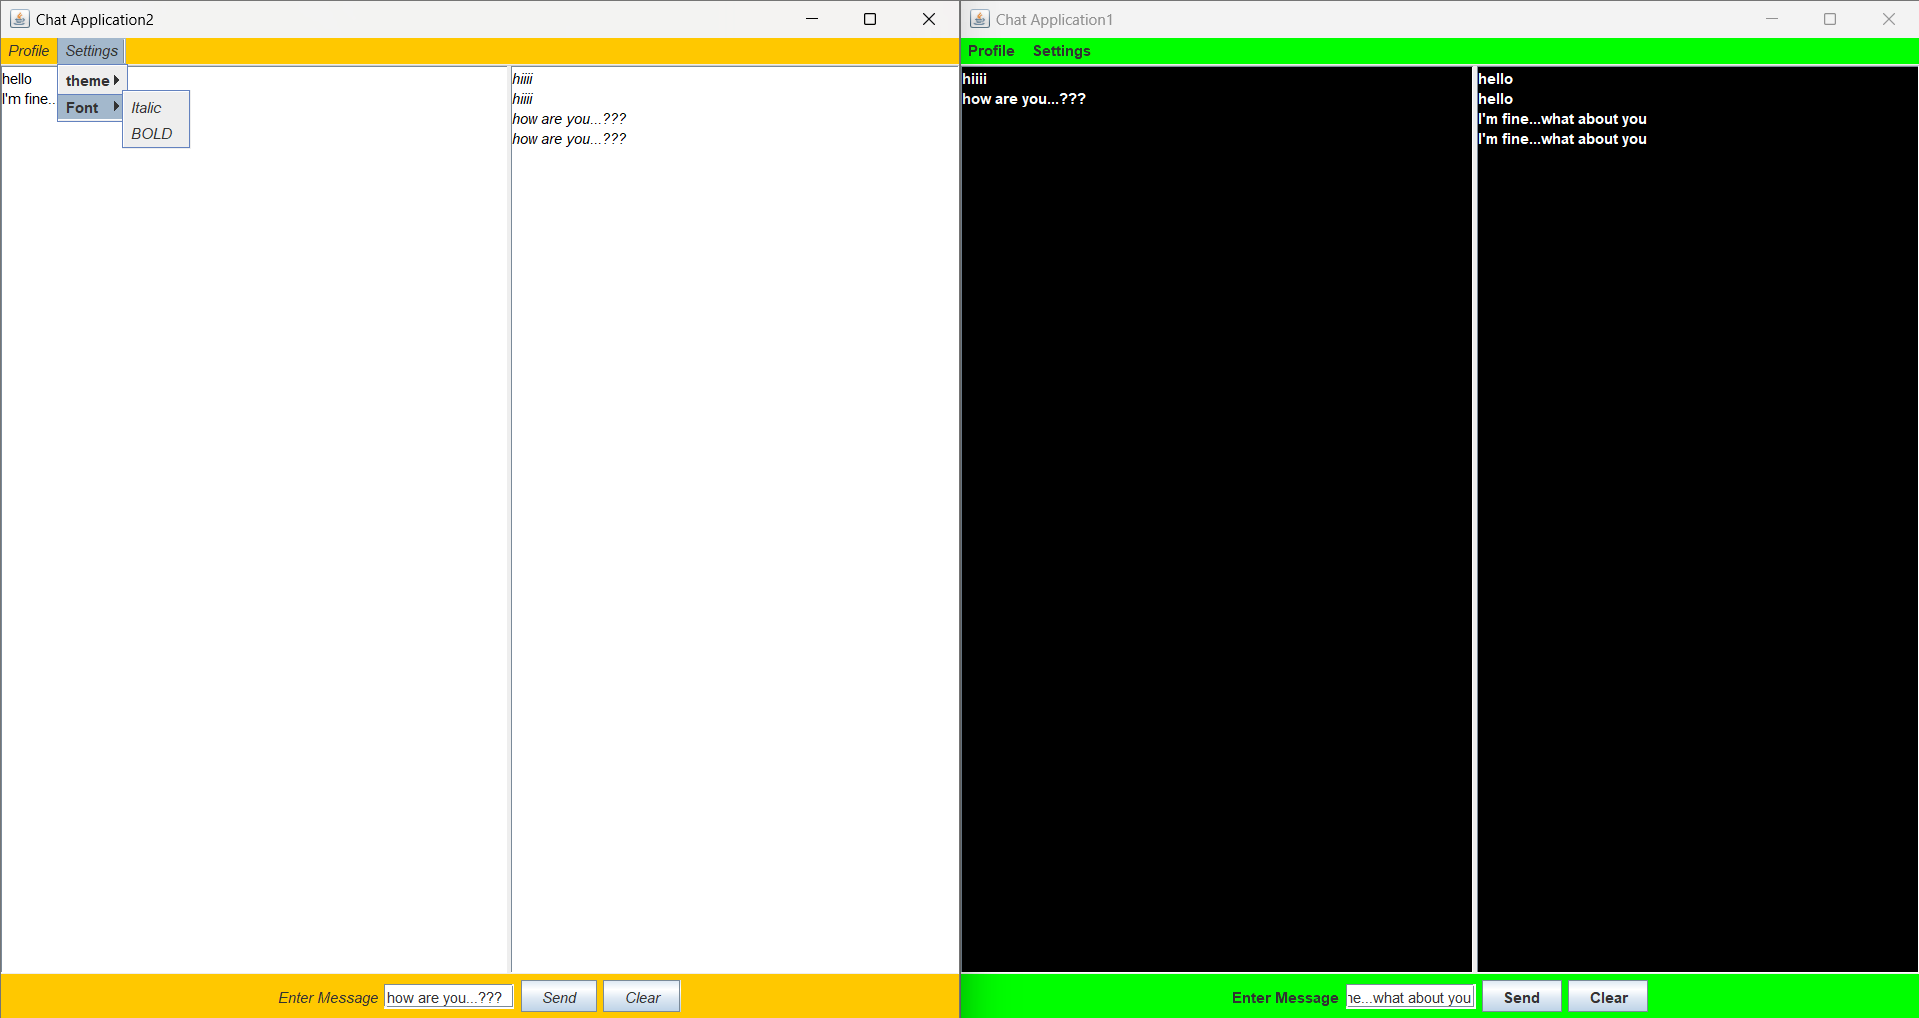 Chat Application2
Profile Settings
hello
I'm fine..
theme
Font
Italic
BOLD
hiiii
hiiii
how are you...???
how are you...???
Enter Message how are you...??? Send Clear
Chat Application1
Profile Settings
hiiii
how are you...???
hello
hello
I'm fine...what about you
I'm fine...what about you
Enter Message ne...what about you Send Clear